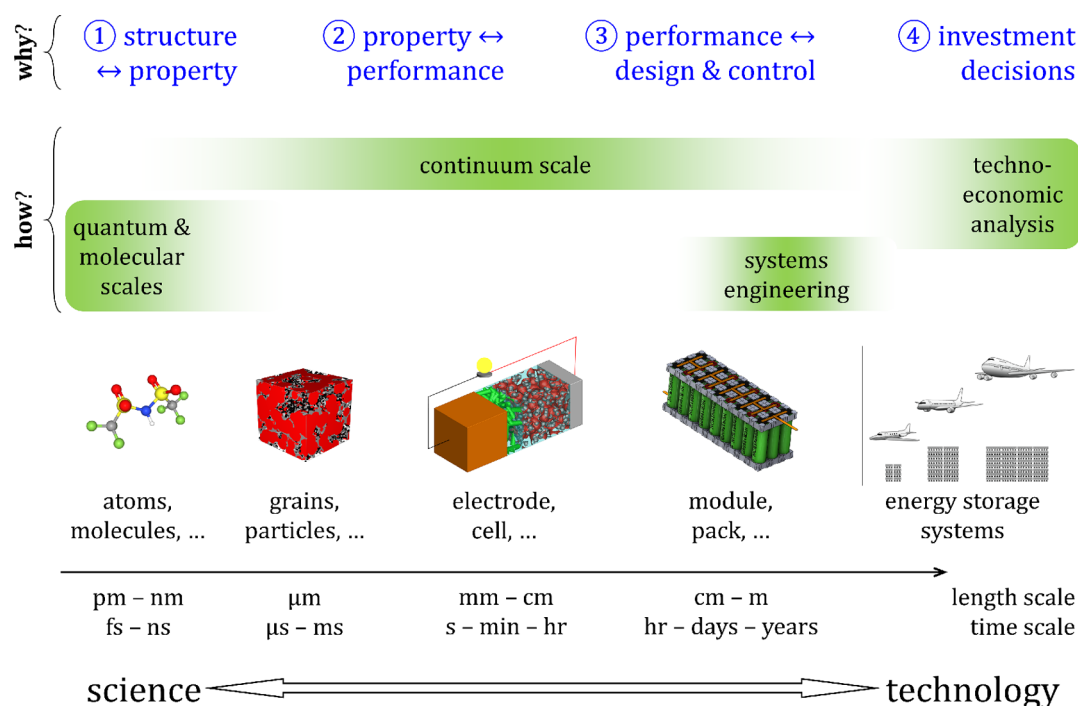 why?
① structure
↔ property
② property ↔
performance
③ performance ↔
design & control
④ investment
decisions
how?
continuum scale
techno-
economic
analysis
quantum &
molecular
scales
systems
engineering
atoms,
molecules, ...
grains,
particles, ...
electrode,
cell, ...
module,
pack, ...
energy storage
systems
pm – nm
fs – ns
μm
μs – ms
mm – cm
s – min – hr
cm – m
hr – days – years
length scale
time scale
science
technology